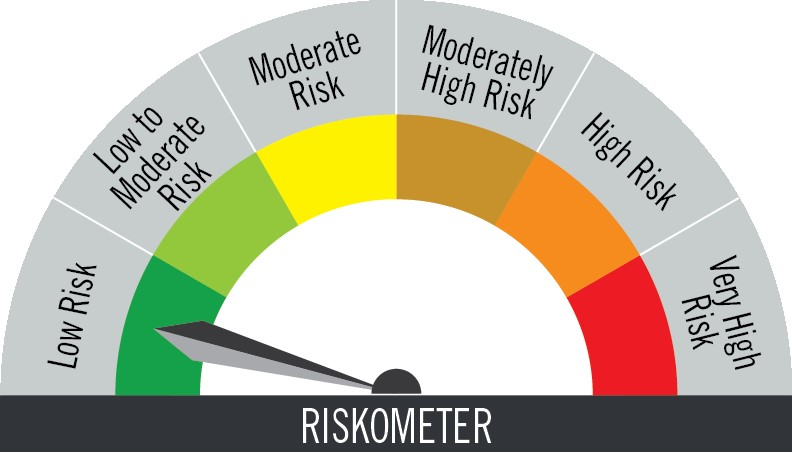 Low Risk
Low to
Moderate
Risk
Moderate
Risk
Moderately
High Risk
High Risk
Very High
Risk
RISKOMETER